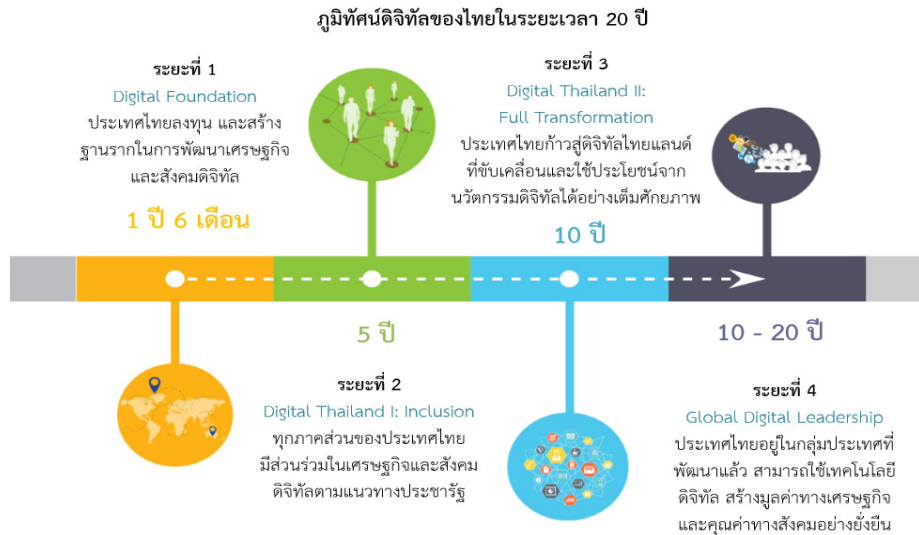 ภูมิทัศน์ดิจิทัลของไทยในระยะเวลา 20 ปี
ระยะที่ 1
Digital Foundation
ประเทศไทยลงทุน และสร้าง
ฐานรากในการพัฒนาเศรษฐกิจ
และสังคมดิจิทัล
1 ปี 6 เดือน
ระยะที่ 2
Digital Thailand I: Inclusion
ทุกภาคส่วนของประเทศไทย
มีส่วนร่วมในเศรษฐกิจและสังคม
ดิจิทัลตามแนวทางประชารัฐ
5 ปี
ระยะที่ 3
Digital Thailand II:
Full Transformation
ประเทศไทยก้าวสู่ดิจิทัลไทยแลนด์
ที่ขับเคลื่อนและใช้ประโยชน์จาก
นวัตกรรมดิจิทัลได้อย่างเต็มศักยภาพ
10 ปี
10 - 20 ปี
ระยะที่ 4
Global Digital Leadership
ประเทศไทยอยู่ในกลุ่มประเทศที่
พัฒนาแล้ว สามารถใช้เทคโนโลยี
ดิจิทัล สร้างมูลค่าทางเศรษฐกิจ
และคุณค่าทางสังคมอย่างยั่งยืน